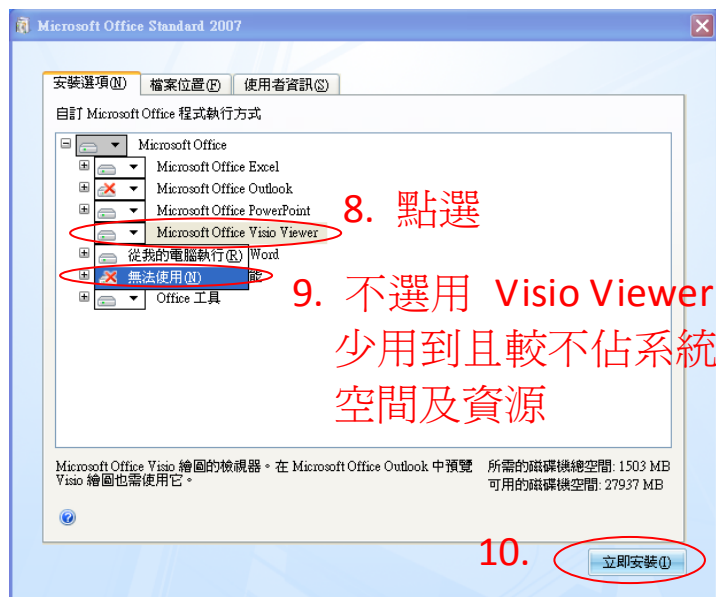 Microsoft Office Standard 2007
安裝選項(N) 檔案位置(F) 使用者資訊(S)
自訂 Microsoft Office 程式執行方式
Microsoft Office
Microsoft Office Excel
Microsoft Office Outlook
Microsoft Office PowerPoint
8. 點選
Microsoft Office Visio Viewer
從我的電腦執行(R) Word
無法使用(N) 能
Office 工具
9. 不選用 Visio Viewer
少用到且較不佔系統
空間及資源
Microsoft Office Visio 繪圖的檢視器。在 Microsoft Office Outlook 中預覽
Visio 繪圖也需使用它。
所需的磁碟機總空間: 1503 MB
可用的磁碟機空間: 27937 MB
10.
立即安裝(I)